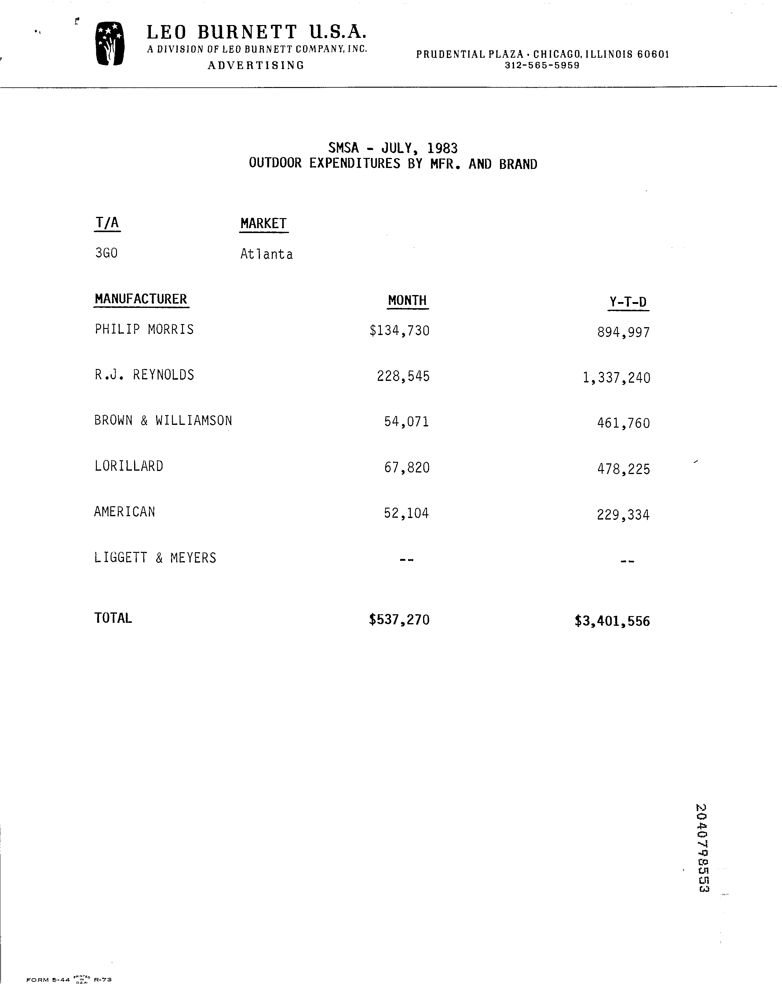 LEO BURNETT U.S.A.
A DIVISION OF LEO BURNETT COMPANY, INC.
ADVERTISING
PRUDENTIAL PLAZA · CHICAGO, ILLINOIS 60601
312-565-5959
SMSA - JULY, 1983
OUTDOOR EXPENDITURES BY MFR. AND BRAND
T/A MARKET
3GO Atlanta
MANUFACTURER MONTH Y-T-D
PHILIP MORRIS $134,730 894,997
R.J. REYNOLDS 228,545 1,337,240
BROWN & WILLIAMSON 54,071 461,760
LORILLARD 67,820 478,225
AMERICAN 52,104 229,334
LIGGETT & MEYERS -- --
TOTAL $537,270 $3,401,556
2040798553
FORM 5-44 PRINTED IN U.S.A. R-73